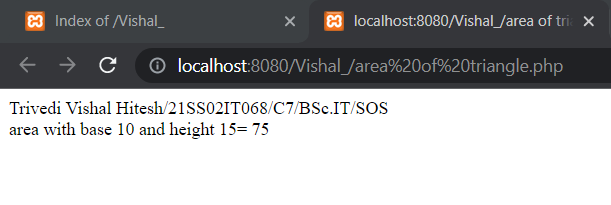 Index of /Vishal_
localhost:8080/Vishal_/area of tria
localhost:8080/Vishal_/area%20of%20triangle.php
Trivedi Vishal Hitesh/21SS02IT068/C7/BSc.IT/SOS
area with base 10 and height 15= 75